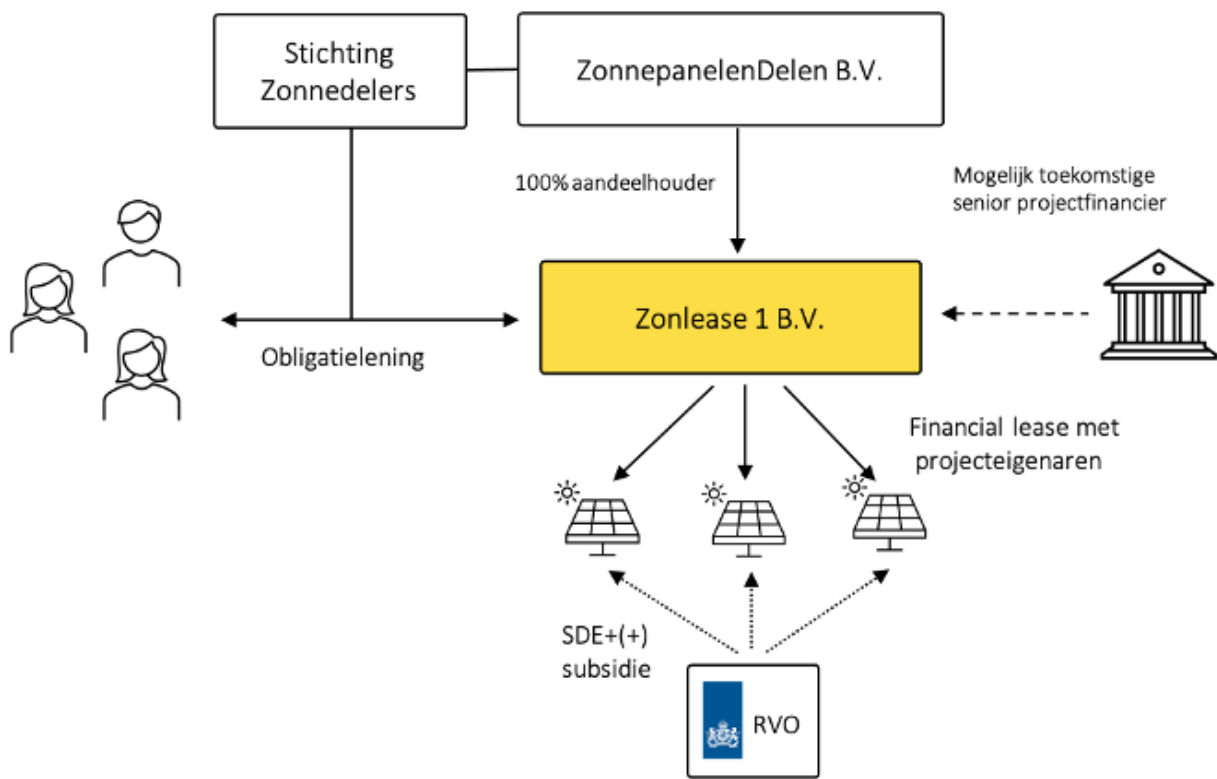 Stichting
Zonnedelers
ZonnepanelenDelen B.V.
100% aandeelhouder
Mogelijk toekomstige
senior projectfinancier
Zonlease 1 B.V.
Obligatielening
Financial lease met
projecteigenaren
SDE+(+)
subsidie
RVO